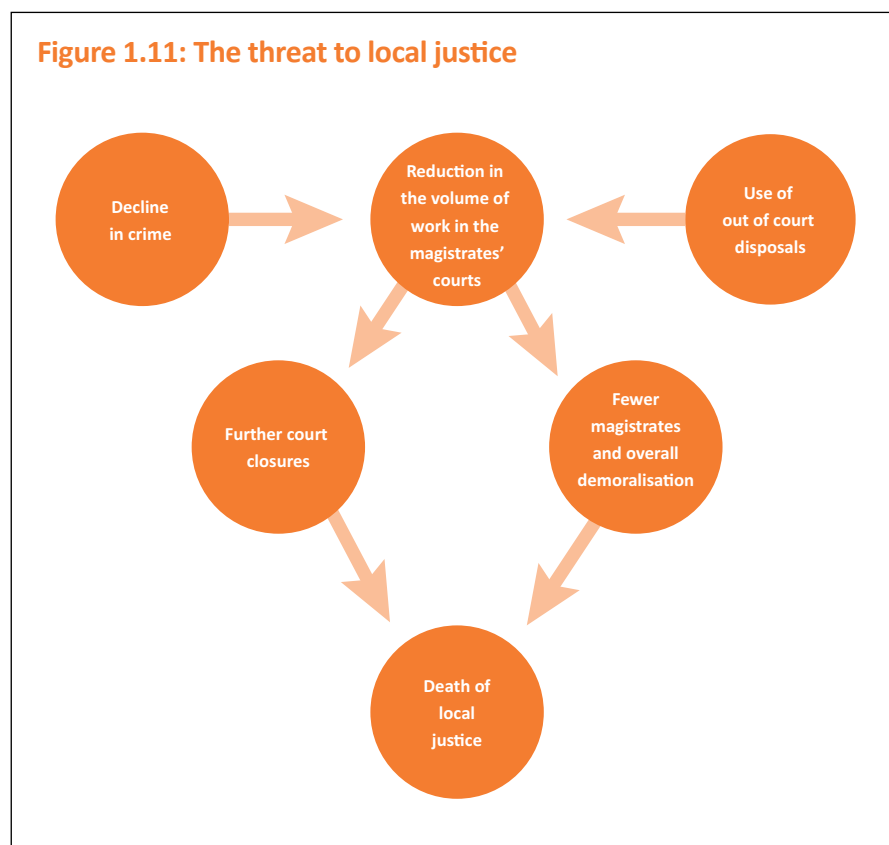 Figure 1.11: The threat to local justice
Decline
in crime
Reduction in
the volume of
work in the
magistrates’
courts
Use of
out of court
disposals
Further court
closures
Fewer
magistrates
and overall
demoralisation
Death of
local
justice